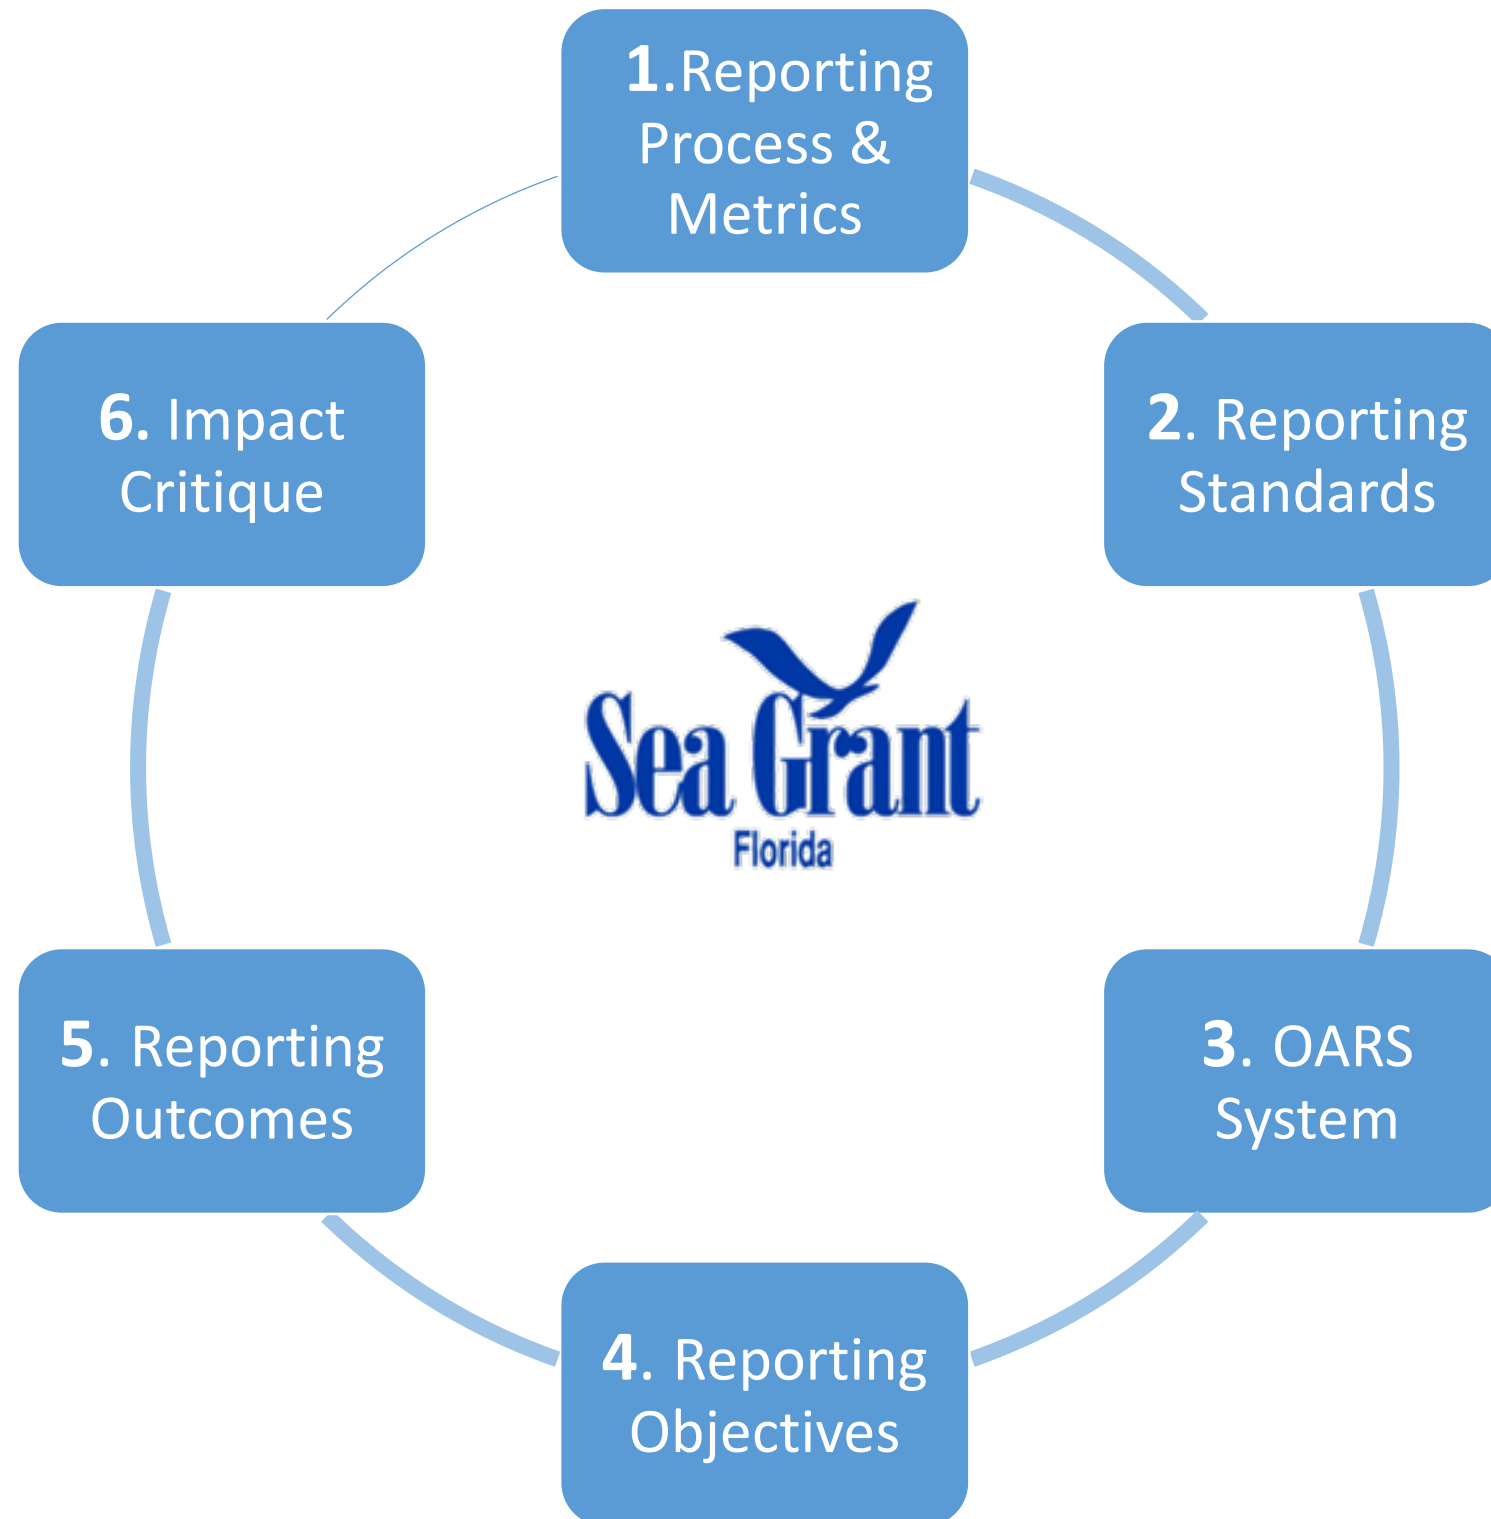 1.Reporting
Process &
Metrics
2. Reporting
Standards
3. OARS
System
4. Reporting
Objectives
5. Reporting
Outcomes
6. Impact
Critique
Sea Grant
Florida